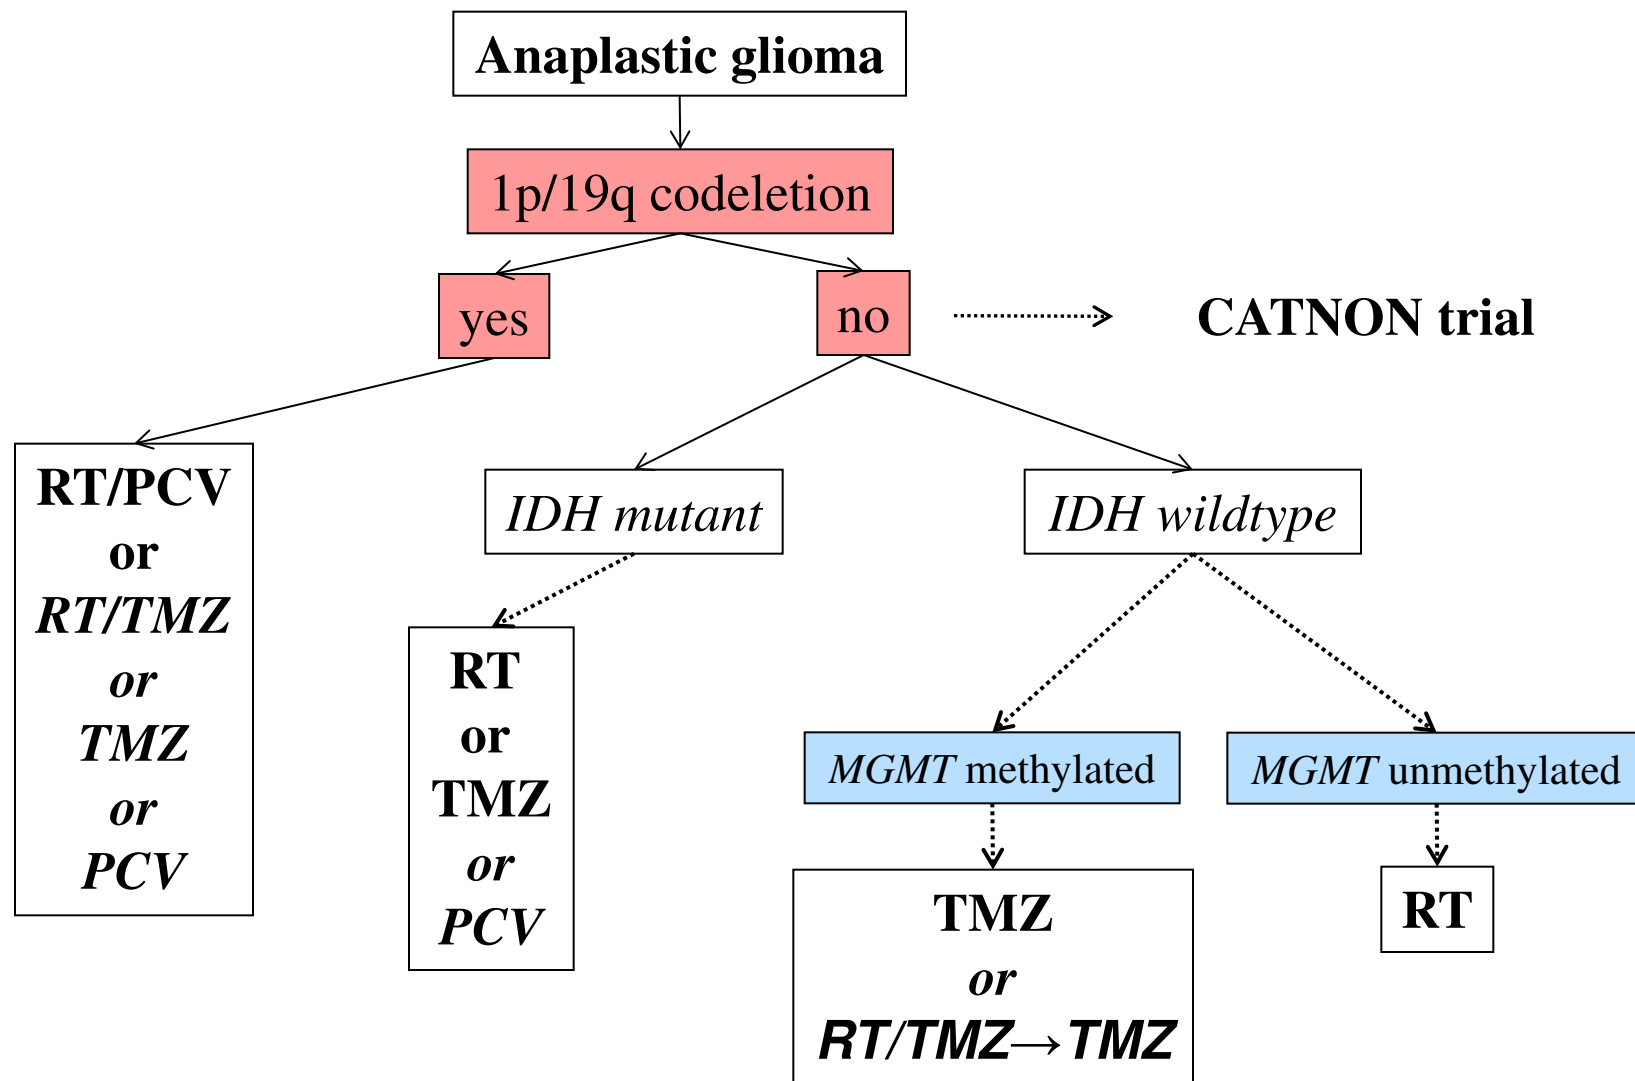 Anaplastic glioma
1p/19q codeletion
yes
no
CATNON trial
RT/PCV
or
RT/TMZ
or
TMZ
or
PCV
IDH mutant
IDH wildtype
RT
or
TMZ
or
PCV
MGMT methylated
MGMT unmethylated
TMZ
or
RT/TMZ→TMZ
RT